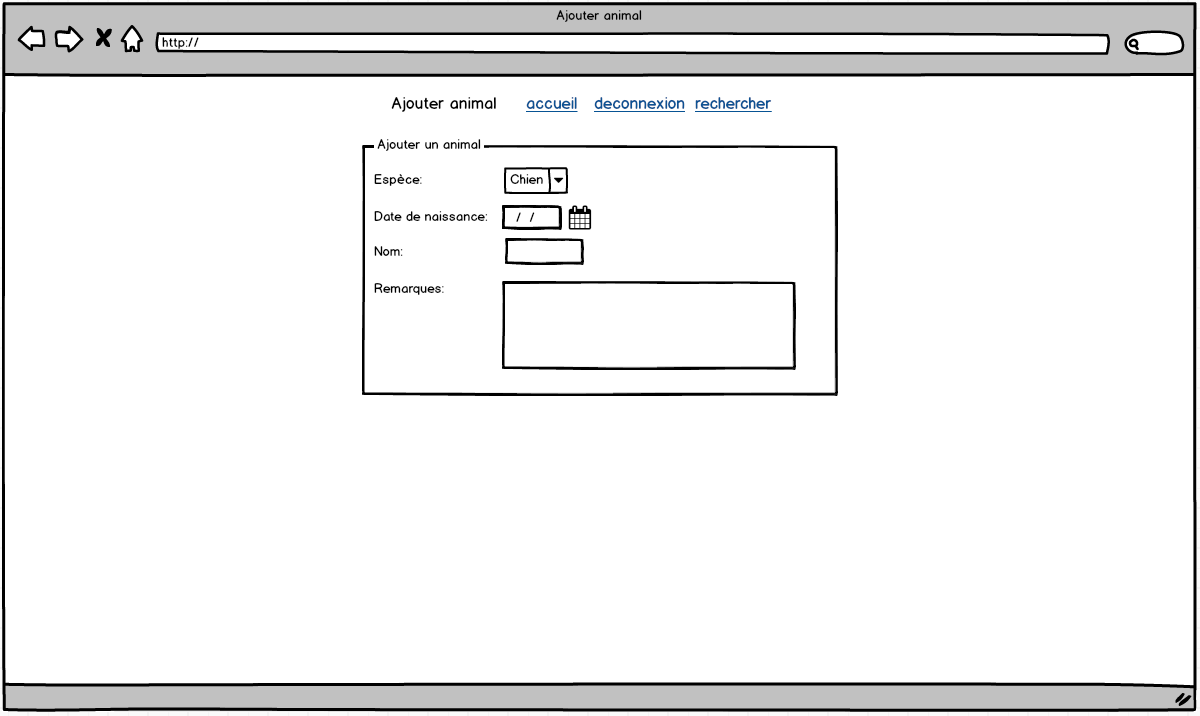 Ajouter animal
http://
Ajouter animal accueil deconnexion rechercher
Ajouter un animal
Espèce: Chien
Date de naissance: / /
Nom:
Remarques: